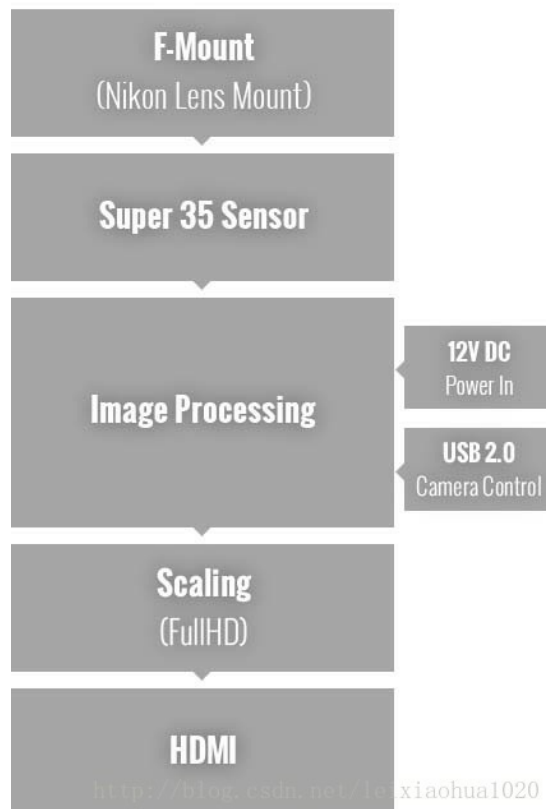 F-Mount
(Nikon Lens Mount)
Super 35 Sensor
Image Processing
12V DC
Power In
USB 2.0
Camera Control
Scaling
(FullHD)
HDMI
http://blog.csdn.net/leixiaohua1020